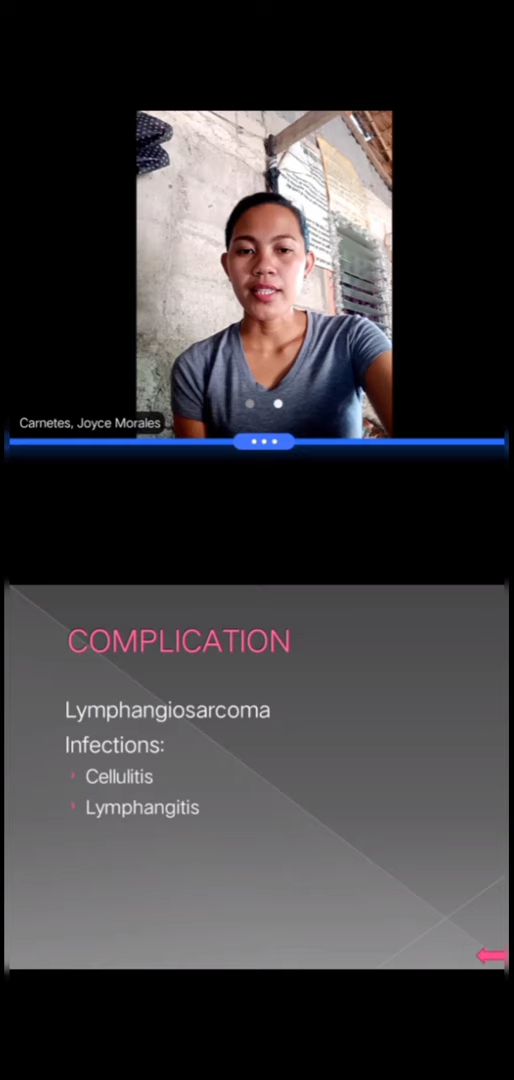 Carnetes, Joyce Morales
COMPLICATION
Lymphangiosarcoma
Infections:
Cellulitis
Lymphangitis